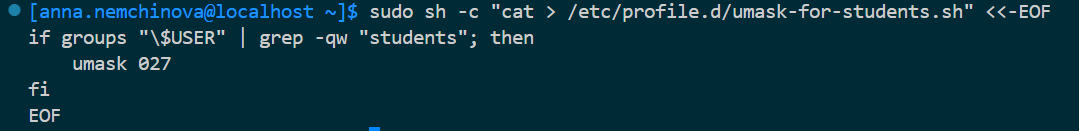 [anna.nemchinova@localhost ~]$ sudo sh -c "cat > /etc/profile.d/umask-for-students.sh" <<-EOF
if groups "\$USER" | grep -qw "students"; then
    umask 027
fi
EOF